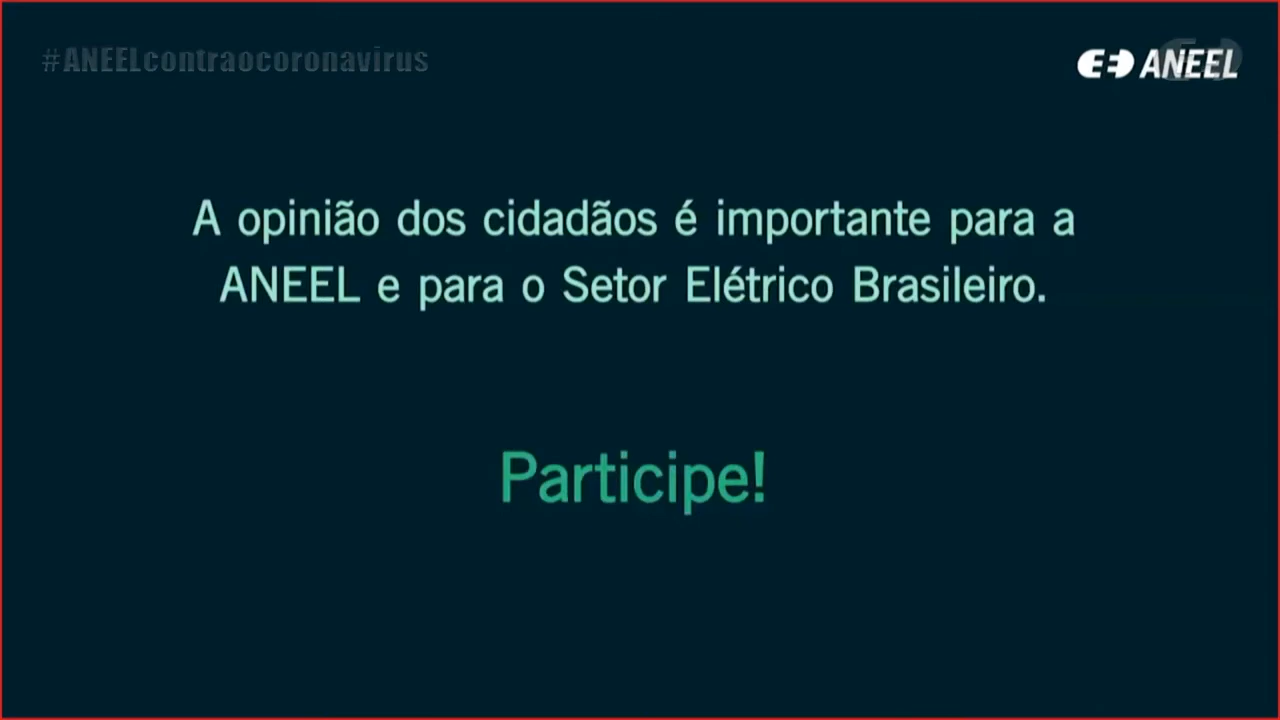 #ANEELcontraocoronavirus
ANEEL
A opinião dos cidadãos é importante para a
ANEEL e para o Setor Elétrico Brasileiro.
Participe!